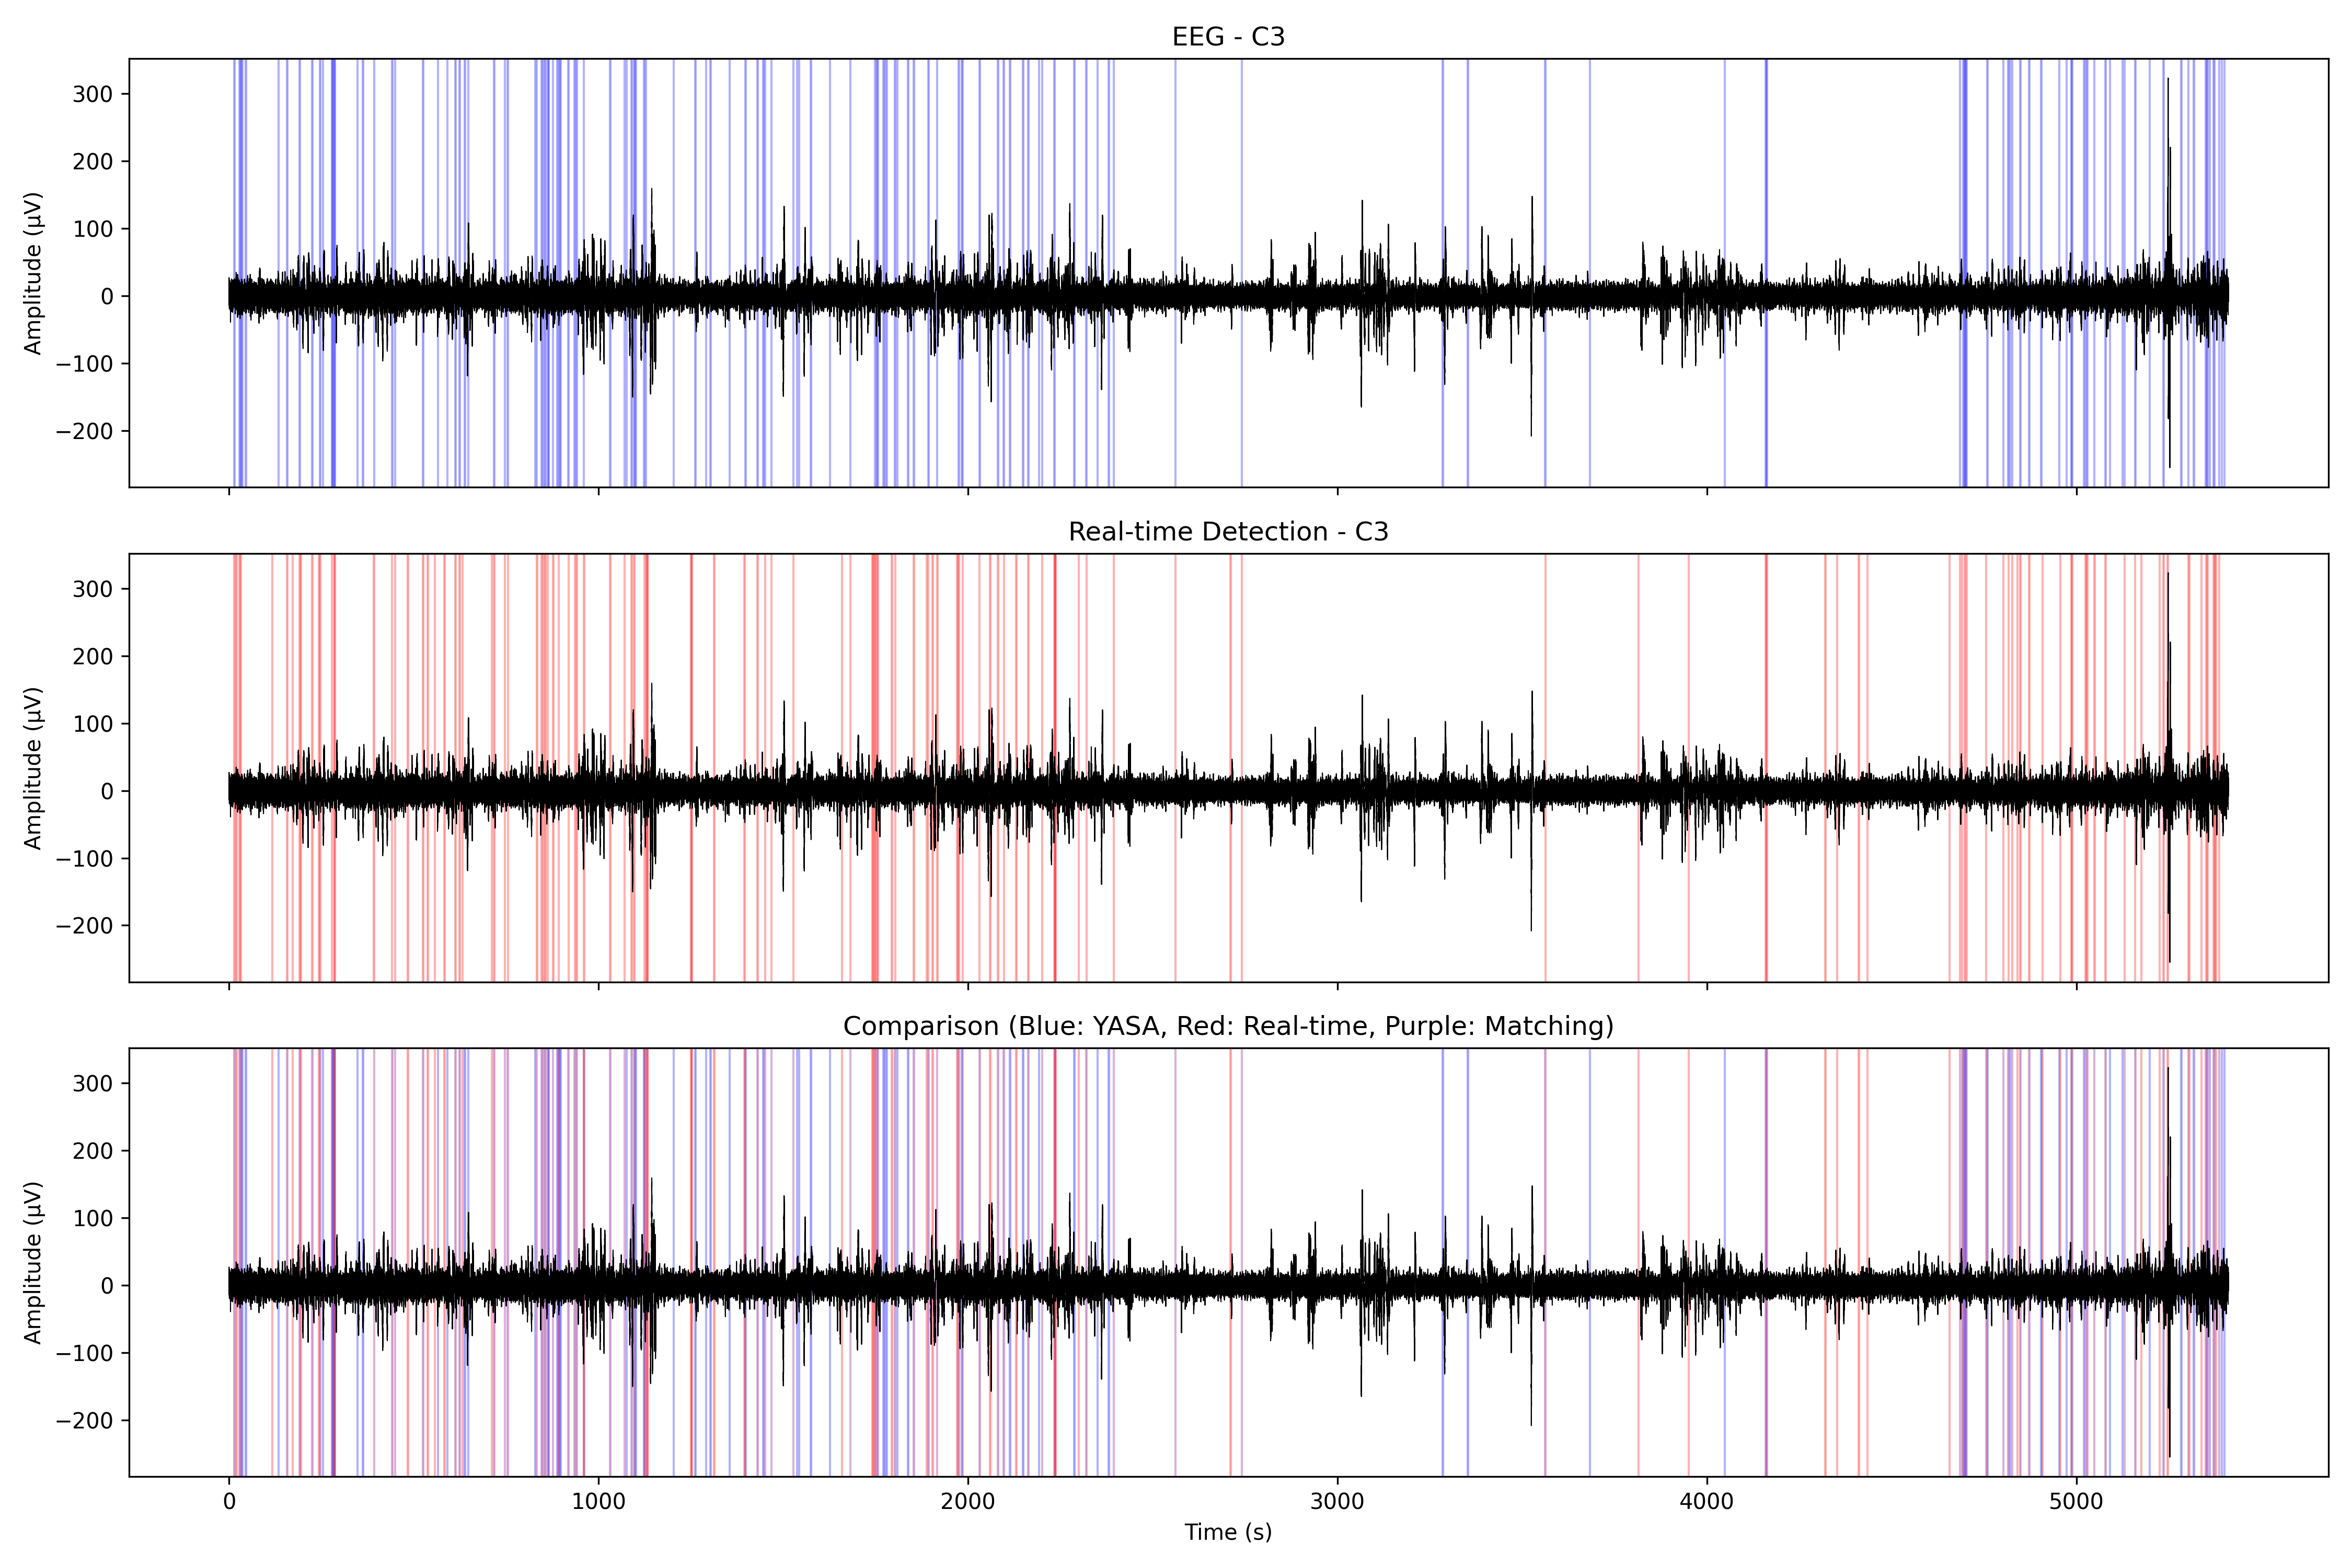 EEG - C3
Amplitude (µV)
300
200
100
0
−100
−200
Real-time Detection - C3
Amplitude (µV)
300
200
100
0
−100
−200
Comparison (Blue: YASA, Red: Real-time, Purple: Matching)
Amplitude (µV)
300
200
100
0
−100
−200
0 1000 2000 3000 4000 5000
Time (s)